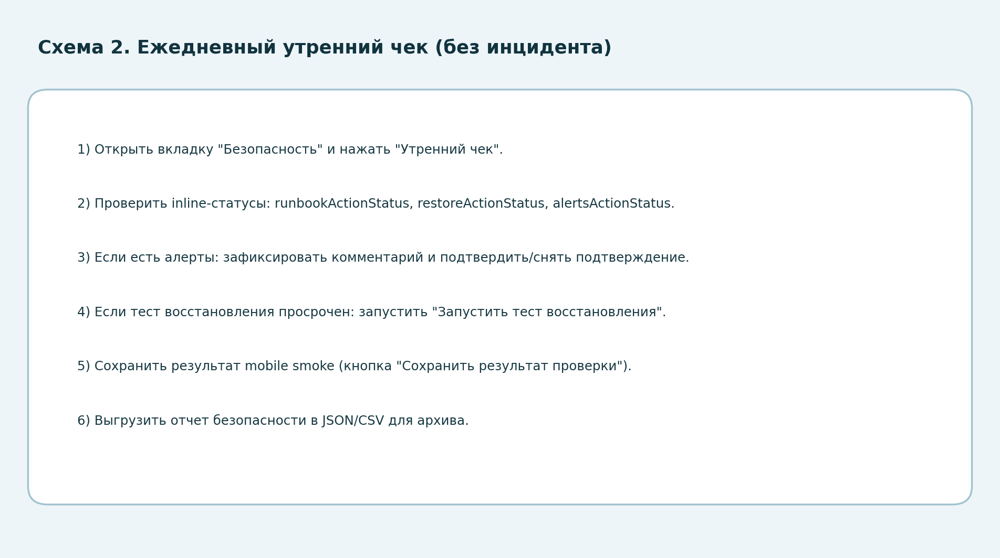 Схема 2. Ежедневный утренний чек (без инцидента)
1) Открыть вкладку "Безопасность" и нажать "Утренний чек".
2) Проверить inline-статусы: runbookActionStatus, restoreActionStatus, alertsActionStatus.
3) Если есть алерты: зафиксировать комментарий и подтвердить/снять подтверждение.
4) Если тест восстановления просрочен: запустить "Запустить тест восстановления".
5) Сохранить результат mobile smoke (кнопка "Сохранить результат проверки").
6) Выгрузить отчет безопасности в JSON/CSV для архива.